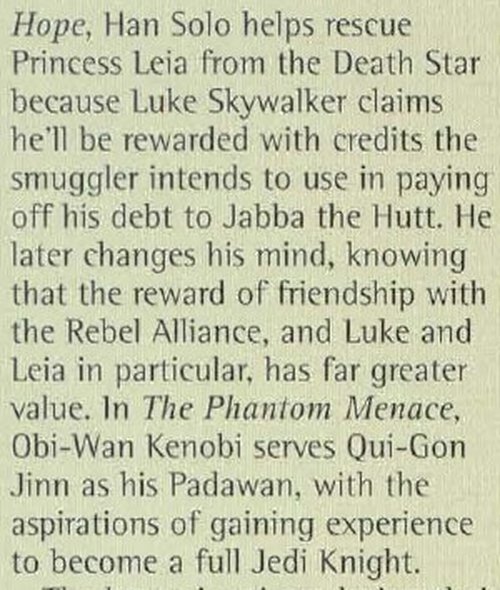 Hope, Han Solo helps rescue
Princess Leia from the Death Star
because Luke Skywalker claims
he'll be rewarded with credits the
smuggler intends to use in paying
off his debt to Jabba the Hutt. He
later changes his mind, knowing
that the reward of friendship with
the Rebel Alliance, and Luke and
Leia in particular, has far greater
value. In The Phantom Menace,
Obi-Wan Kenobi serves Qui-Gon
Jinn as his Padawan, with the
aspirations of gaining experience
to become a full Jedi Knight.